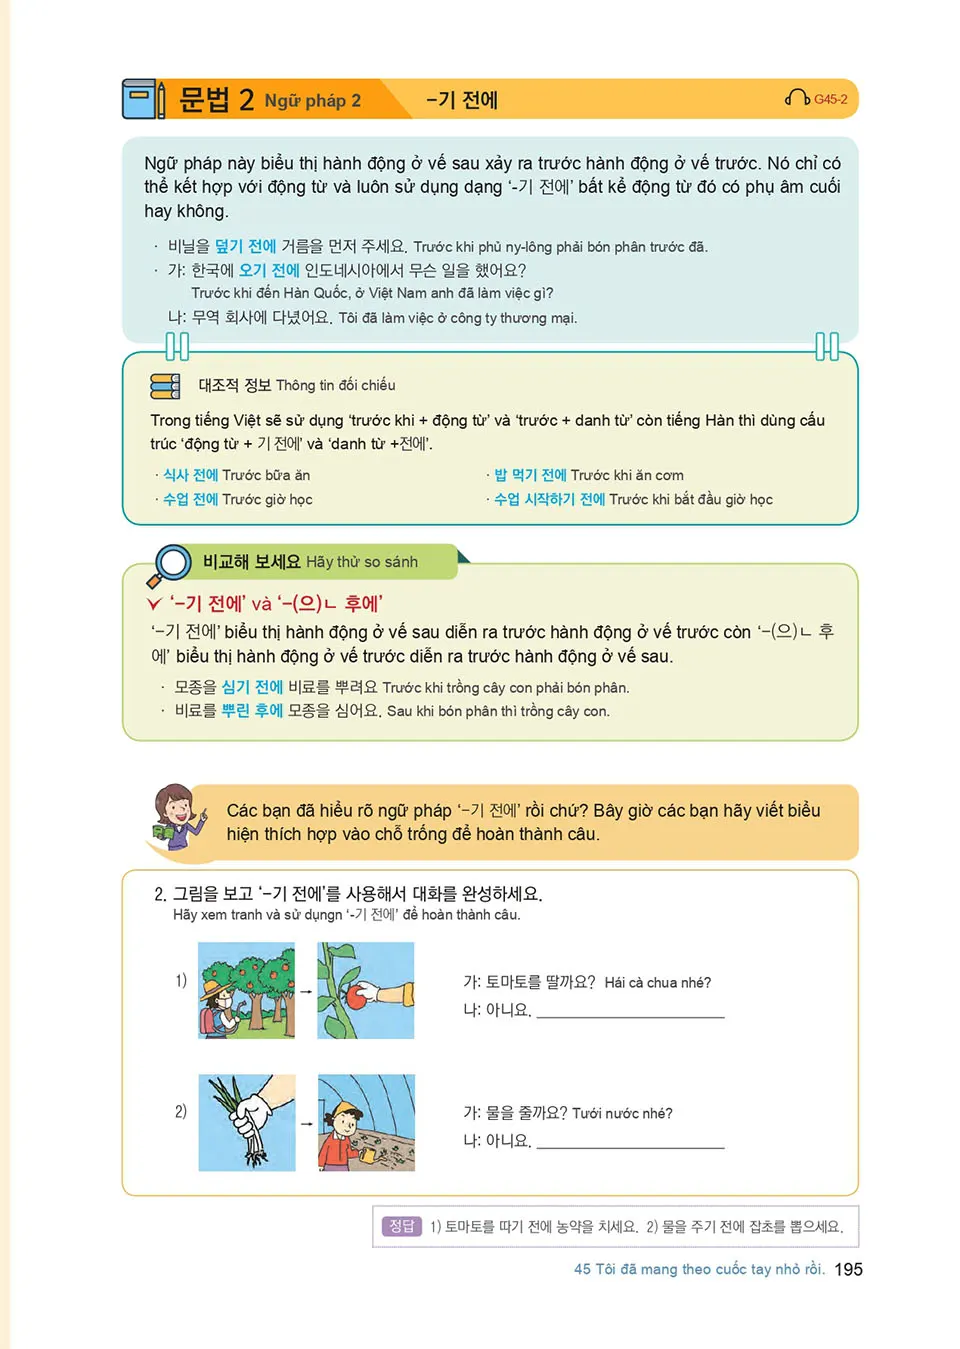 문법 2 Ngữ pháp 2 -기 전에 G45-2
Ngữ pháp này biểu thị hành động ở vế sau xảy ra trước hành động ở vế trước. Nó chỉ có
thể kết hợp với động từ và luôn sử dụng dạng ‘-기 전에’ bất kể động từ đó có phụ âm cuối
hay không.
· 비닐을 덮기 전에 거름을 먼저 주세요. Trước khi phủ ny-lông phải bón phân trước đã.
· 가: 한국에 오기 전에 인도네시아에서 무슨 일을 했어요?
Trước khi đến Hàn Quốc, ở Việt Nam anh đã làm việc gì?
나: 무역 회사에 다녔어요. Tôi đã làm việc ở công ty thương mại.
대조적 정보 Thông tin đối chiếu
Trong tiếng Việt sẽ sử dụng ‘trước khi + động từ’ và ‘trước + danh từ’ còn tiếng Hàn thì dùng cấu
trúc ‘động từ + 기 전에’ và ‘danh từ +전에’.
· 식사 전에 Trước bữa ăn · 밥 먹기 전에 Trước khi ăn cơm
· 수업 전에 Trước giờ học · 수업 시작하기 전에 Trước khi bắt đầu giờ học
비교해 보세요 Hãy thử so sánh
‘-기 전에’ và ‘-(으)ㄴ 후에’
‘-기 전에’ biểu thị hành động ở vế sau diễn ra trước hành động ở vế trước còn ‘-(으)ㄴ 후
에’ biểu thị hành động ở vế trước diễn ra trước hành động ở vế sau.
· 모종을 심기 전에 비료를 뿌려요 Trước khi trồng cây con phải bón phân.
· 비료를 뿌린 후에 모종을 심어요. Sau khi bón phân thì trồng cây con.
Các bạn đã hiểu rõ ngữ pháp ‘-기 전에’ rồi chứ? Bây giờ các bạn hãy viết biểu
hiện thích hợp vào chỗ trống để hoàn thành câu.
2. 그림을 보고 ‘-기 전에’를 사용해서 대화를 완성하세요.
Hãy xem tranh và sử dụngn ‘-기 전에’ để hoàn thành câu.
1) → 가: 토마토를 딸까요? Hái cà chua nhé?
나: 아니요. ____________________
2) → 가: 물을 줄까요? Tưới nước nhé?
나: 아니요. ____________________
정답 1) 토마토를 따기 전에 농약을 치세요. 2) 물을 주기 전에 잡초를 뽑으세요.
45 Tôi đã mang theo cuốc tay nhỏ rồi. 195